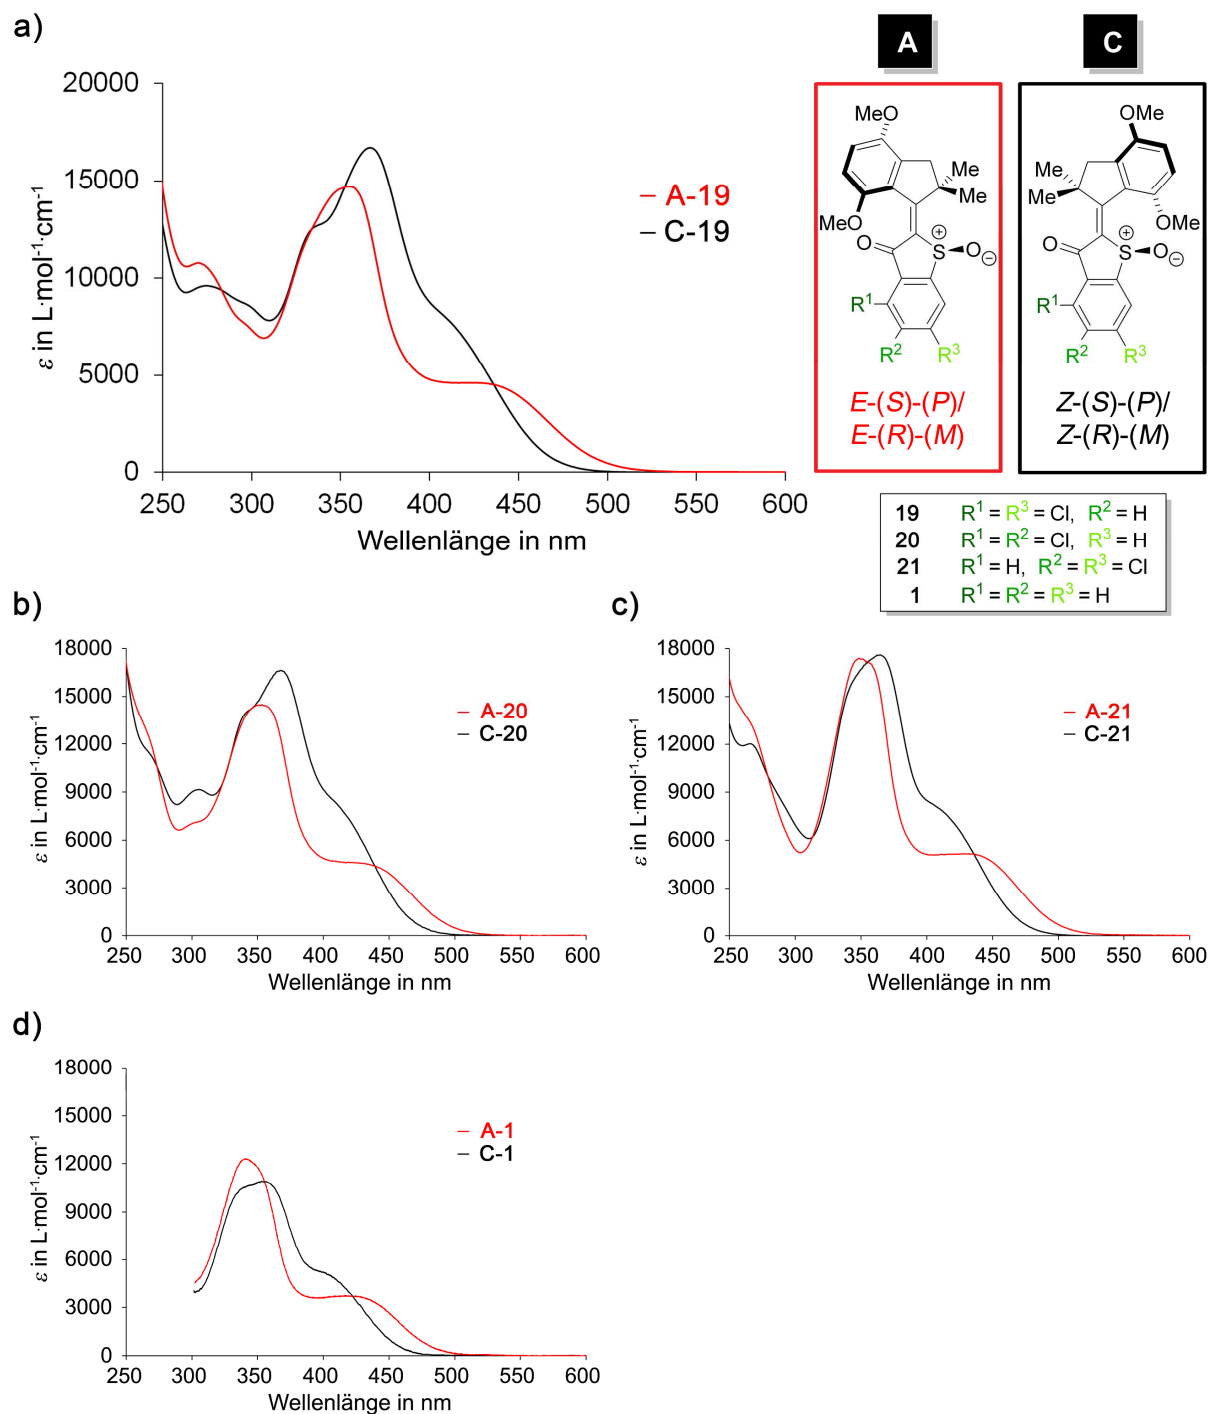 a)
A
C
20000
15000
10000
5000
0
ε in L·mol⁻¹·cm⁻¹
250 300 350 400 450 500 550 600
Wellenlänge in nm
– A-19
– C-19
MeO
Me
Me
MeO
O
S
⊕
O
⊖
R¹
R²
R³
E-(S)-(P)/
E-(R)-(M)
OMe
Me
Me
OMe
O
S
⊕
O
⊖
R¹
R²
R³
Z-(S)-(P)/
Z-(R)-(M)
19 R¹ = R³ = Cl, R² = H
20 R¹ = R² = Cl, R³ = H
21 R¹ = H, R² = R³ = Cl
1 R¹ = R² = R³ = H
b)
18000
15000
12000
9000
6000
3000
0
ε in L·mol⁻¹·cm⁻¹
250 300 350 400 450 500 550 600
Wellenlänge in nm
– A-20
– C-20
c)
18000
15000
12000
9000
6000
3000
0
ε in L·mol⁻¹·cm⁻¹
250 300 350 400 450 500 550 600
Wellenlänge in nm
– A-21
– C-21
d)
18000
15000
12000
9000
6000
3000
0
ε in L·mol⁻¹·cm⁻¹
250 300 350 400 450 500 550 600
Wellenlänge in nm
– A-1
– C-1